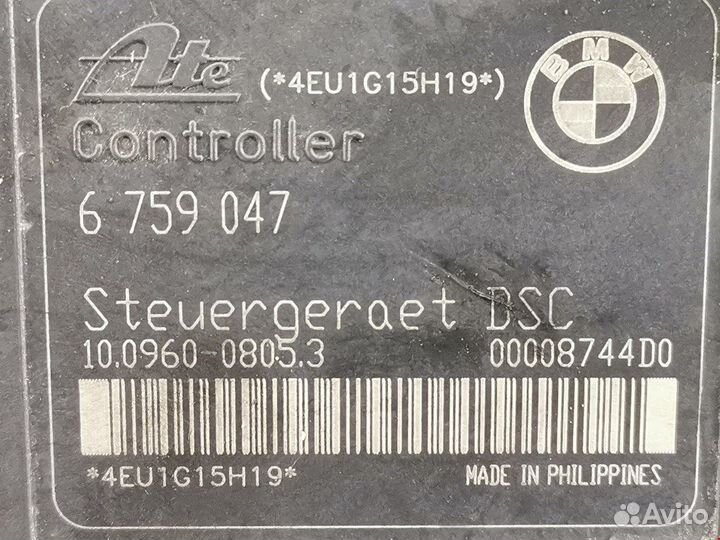 Ate (*4EU1G15H19*) BMW
Controller
6 759 047
Steuergeraet DSC
10.0960-0805.3 00008744D0
*4EU1G15H19* MADE IN PHILIPPINES
Avito